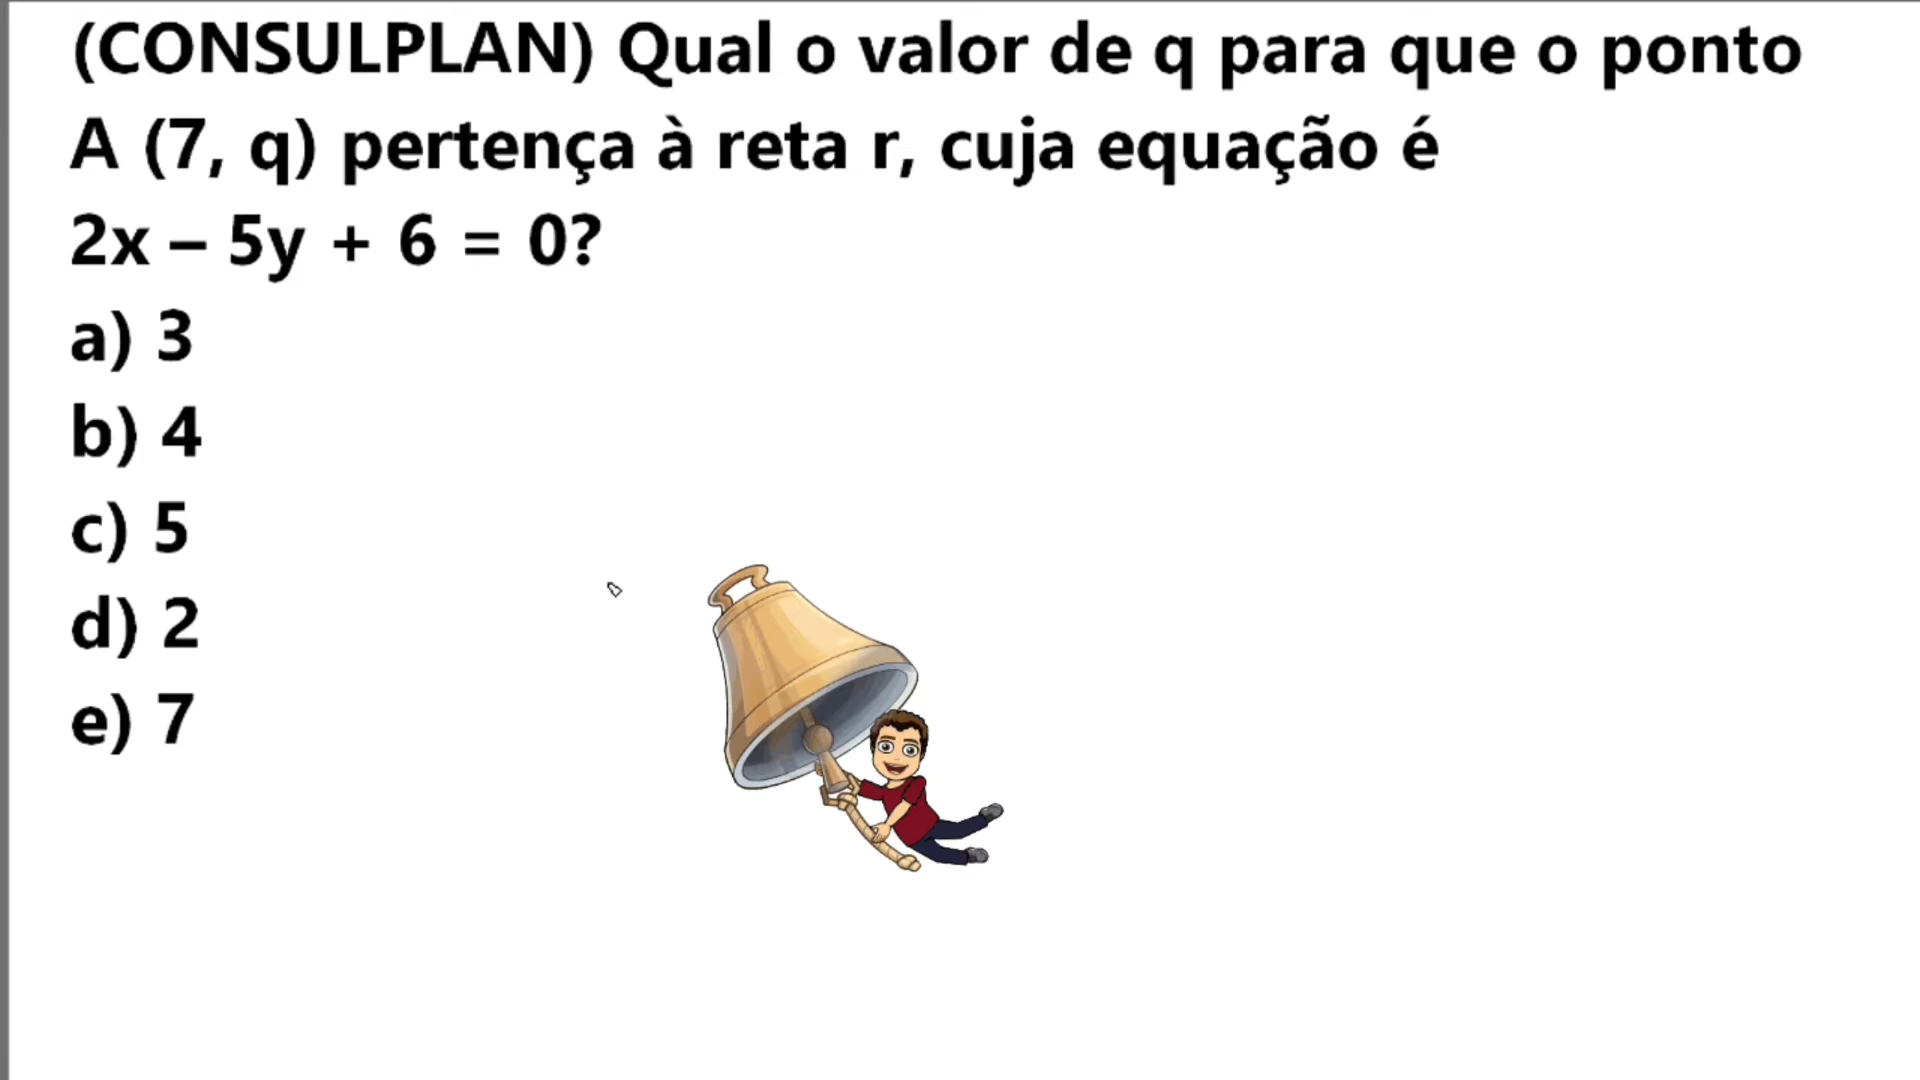 (CONSULPLAN) Qual o valor de q para que o ponto
A (7, q) pertença à reta r, cuja equação é
2x – 5y + 6 = 0?
a) 3
b) 4
c) 5
d) 2
e) 7